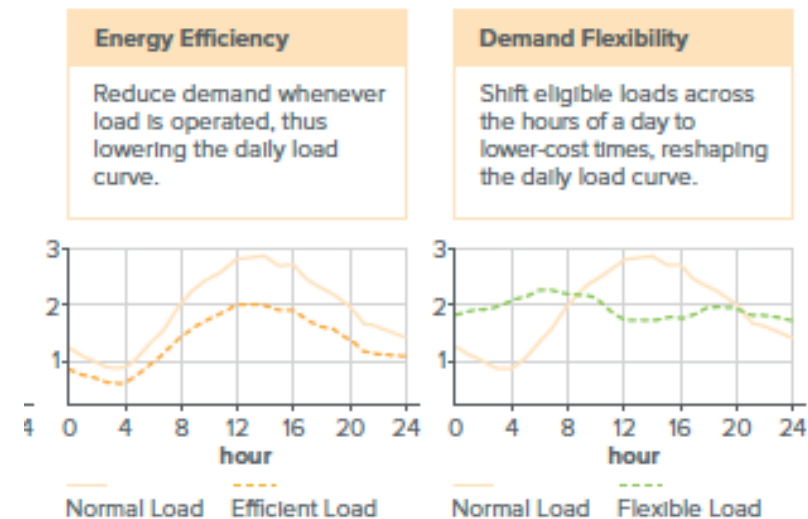 Energy Efficiency
Reduce demand whenever
load is operated, thus
lowering the daily load
curve.
3
2
1
4 0 4 8 12 16 20 24
hour
Normal Load Efficient Load
Demand Flexibility
Shift eligible loads across
the hours of a day to
lower-cost times, reshaping
the daily load curve.
3
2
1
0 4 8 12 16 20 24
hour
Normal Load Flexible Load